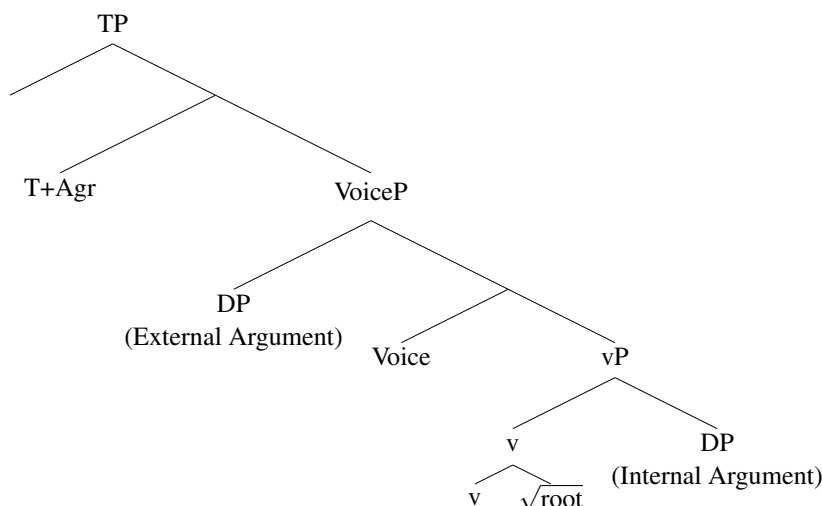 TP
T+Agr
VoiceP
DP
(External Argument)
Voice
vP
v
DP
(Internal Argument)
v
√root